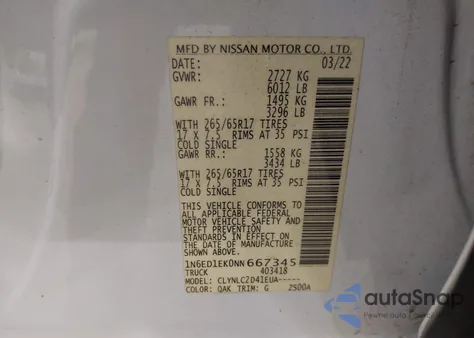 MFD BY NISSAN MOTOR CO., LTD.
DATE: 03/22
GVWR: 2727 KG
6012 LB
GAWR FR.: 1495 KG
3296 LB
WITH 265/65R17 TIRES
17 X 7.5 RIMS AT 35 PSI
COLD SINGLE
GAWR RR.: 1558 KG
3434 LB
WITH 265/65R17 TIRES
17 X 7.5 RIMS AT 35 PSI
COLD SINGLE
THIS VEHICLE CONFORMS TO
ALL APPLICABLE FEDERAL
MOTOR VEHICLE SAFETY AND
THEFT PREVENTION
STANDARDS IN EFFECT ON THE
DATE OF MANUFACTURE
SHOWN ABOVE.
1N6ED1EK0NN667345
TRUCK 403418
MODEL: CLYNLCZD41EUA-----
COLOR: QAK TRIM: G 2500A
autoSnap